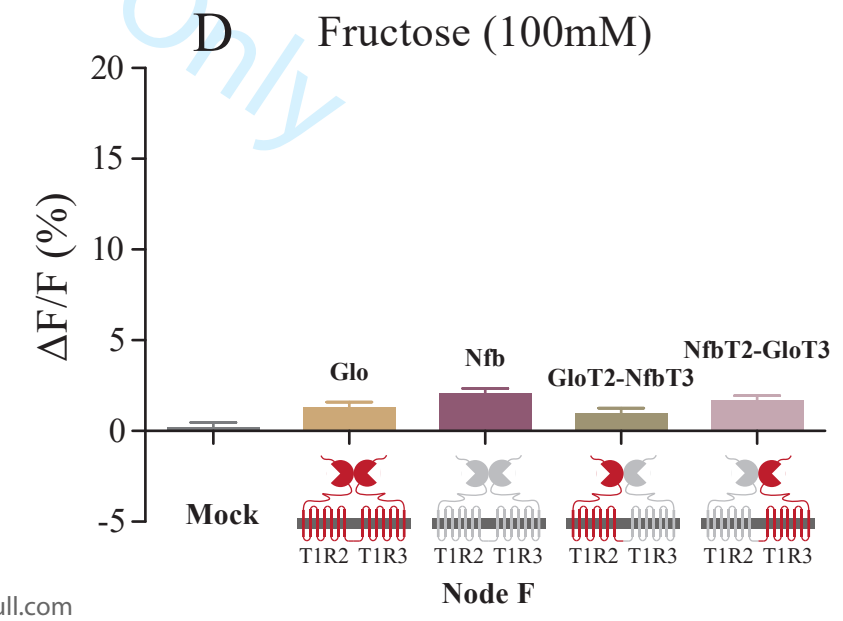 Only
D Fructose (100mM)
20
15
10
5
0
-5
ΔF/F (%)
Glo
Nfb
GloT2-NfbT3
NfbT2-GloT3
Mock
T1R2 T1R3 T1R2 T1R3 T1R2 T1R3 T1R2 T1R3
Node F
ull.com